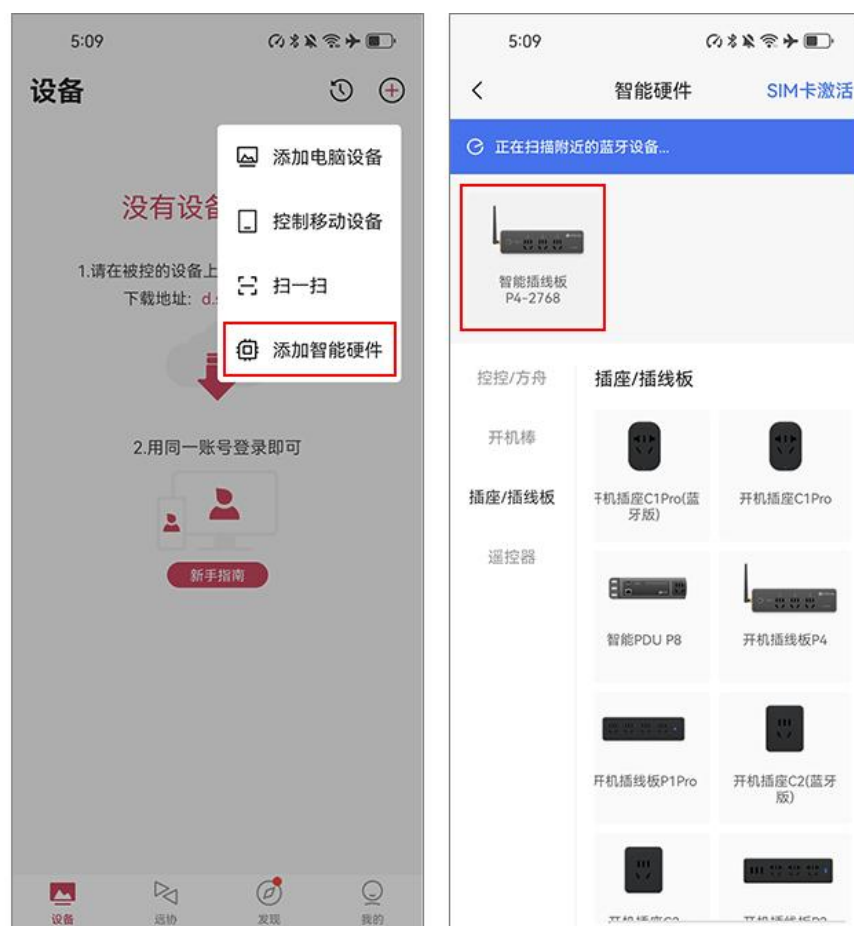 5:09
设备
添加电脑设备
没有设备
控制移动设备
1.请在被控的设备上
下载地址: d.
扫一扫
添加智能硬件
2.用同一账号登录即可
新手指南
设备
远协
发现
我的
5:09
智能硬件
SIM卡激活
正在扫描附近的蓝牙设备...
智能插线板
P4-2768
控控/方舟
开机棒
插座/插线板
遥控器
插座/插线板
开机插座C1Pro(蓝
牙版)
开机插座C1Pro
智能PDU P8
开机插线板P4
开机插线板P1Pro
开机插座C2(蓝牙
版)